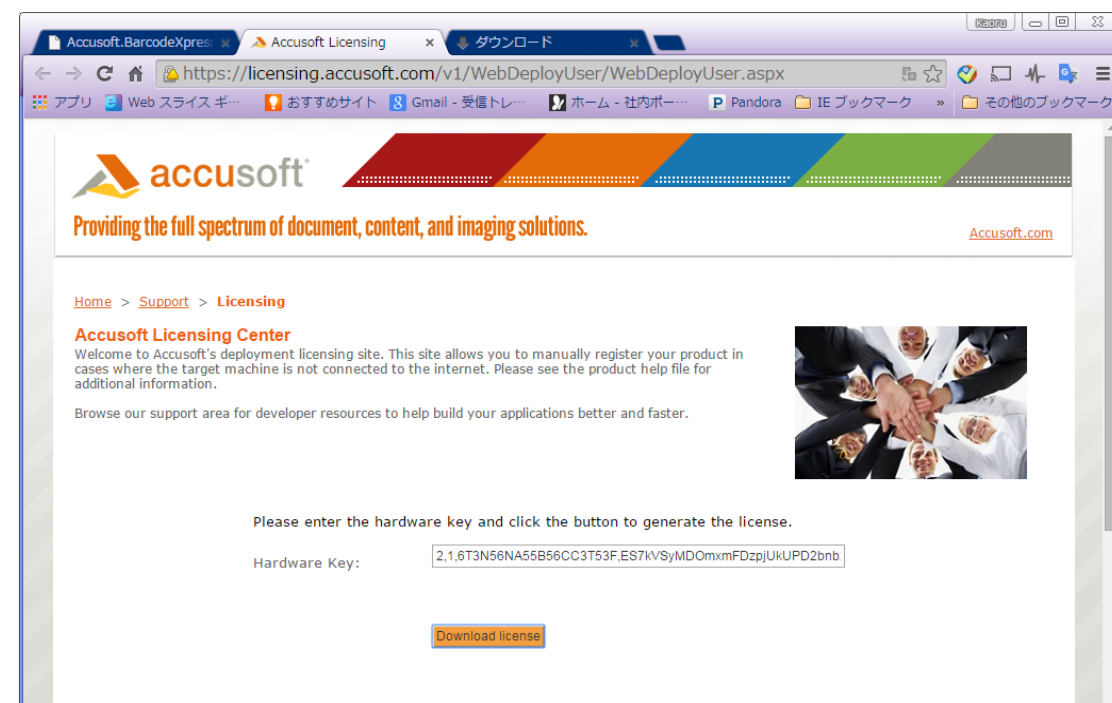 Kaoru
Accusoft.BarcodeXpres
Accusoft Licensing
ダウンロード
https://licensing.accusoft.com/v1/WebDeployUser/WebDeployUser.aspx
アプリ Web スライス ギ… おすすめサイト Gmail - 受信トレ… ホーム - 社内ポー… Pandora IE ブックマーク » その他のブックマーク
accusoft
Providing the full spectrum of document, content, and imaging solutions.
Accusoft.com
Home > Support > Licensing
Accusoft Licensing Center
Welcome to Accusoft's deployment licensing site. This site allows you to manually register your product in
cases where the target machine is not connected to the internet. Please see the product help file for
additional information.
Browse our support area for developer resources to help build your applications better and faster.
Please enter the hardware key and click the button to generate the license.
Hardware Key:
2,1,6T3N56NA55B56CC3T53F,ES7kVSyMDOmxmFDzpjUkUPD2bnb
Download license